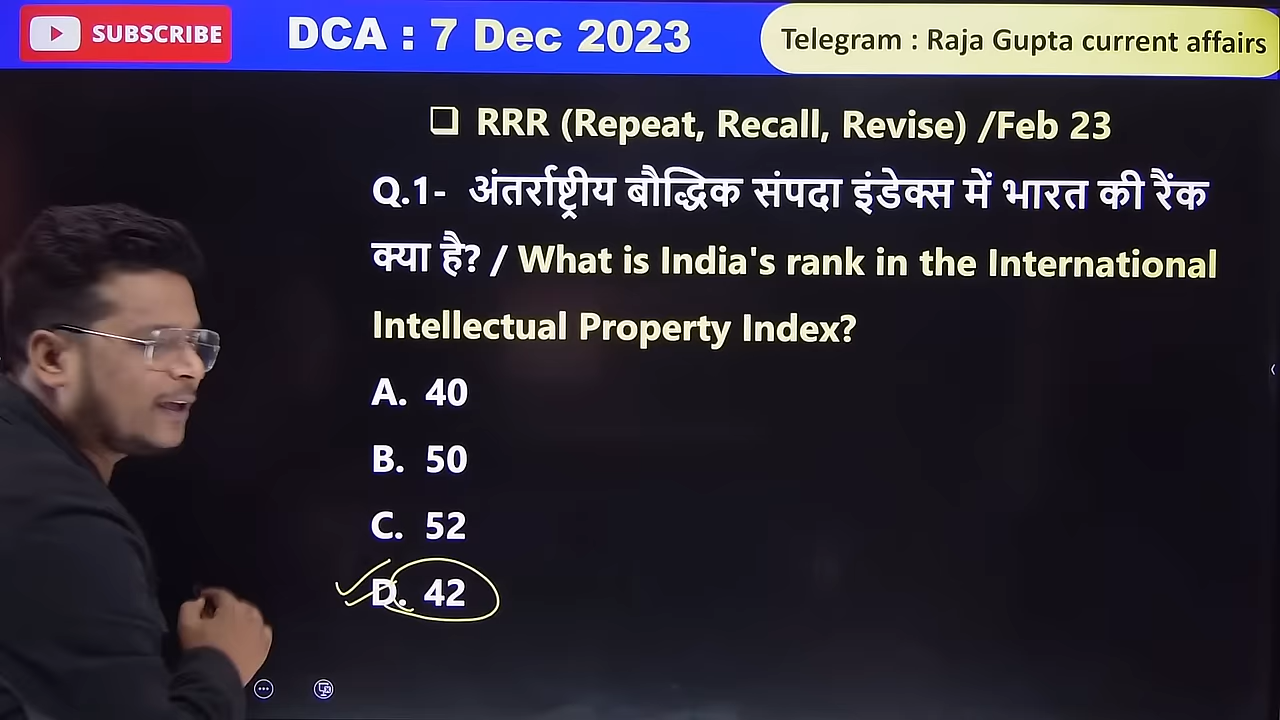 SUBSCRIBE
DCA : 7 Dec 2023
Telegram : Raja Gupta current affairs
❑ RRR (Repeat, Recall, Revise) /Feb 23
Q.1- अंतर्राष्ट्रीय बौद्धिक संपदा इंडेक्स में भारत की रैंक
क्या है? / What is India's rank in the International
Intellectual Property Index?
A. 40
B. 50
C. 52
D. 42